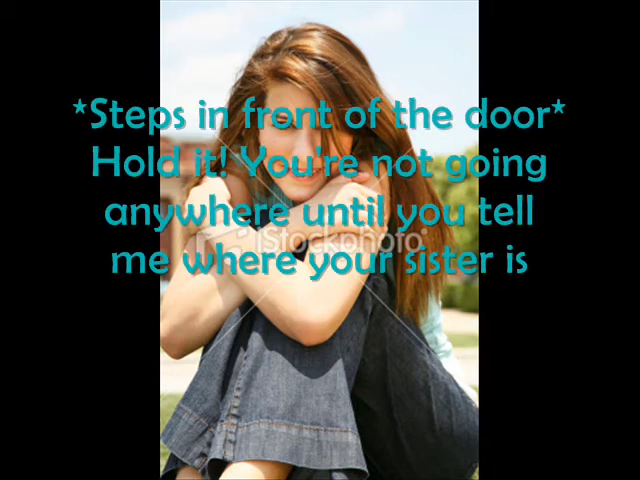 *Steps in front of the door*
Hold it! You're not going
anywhere until you tell
me where your sister is
iStockphoto